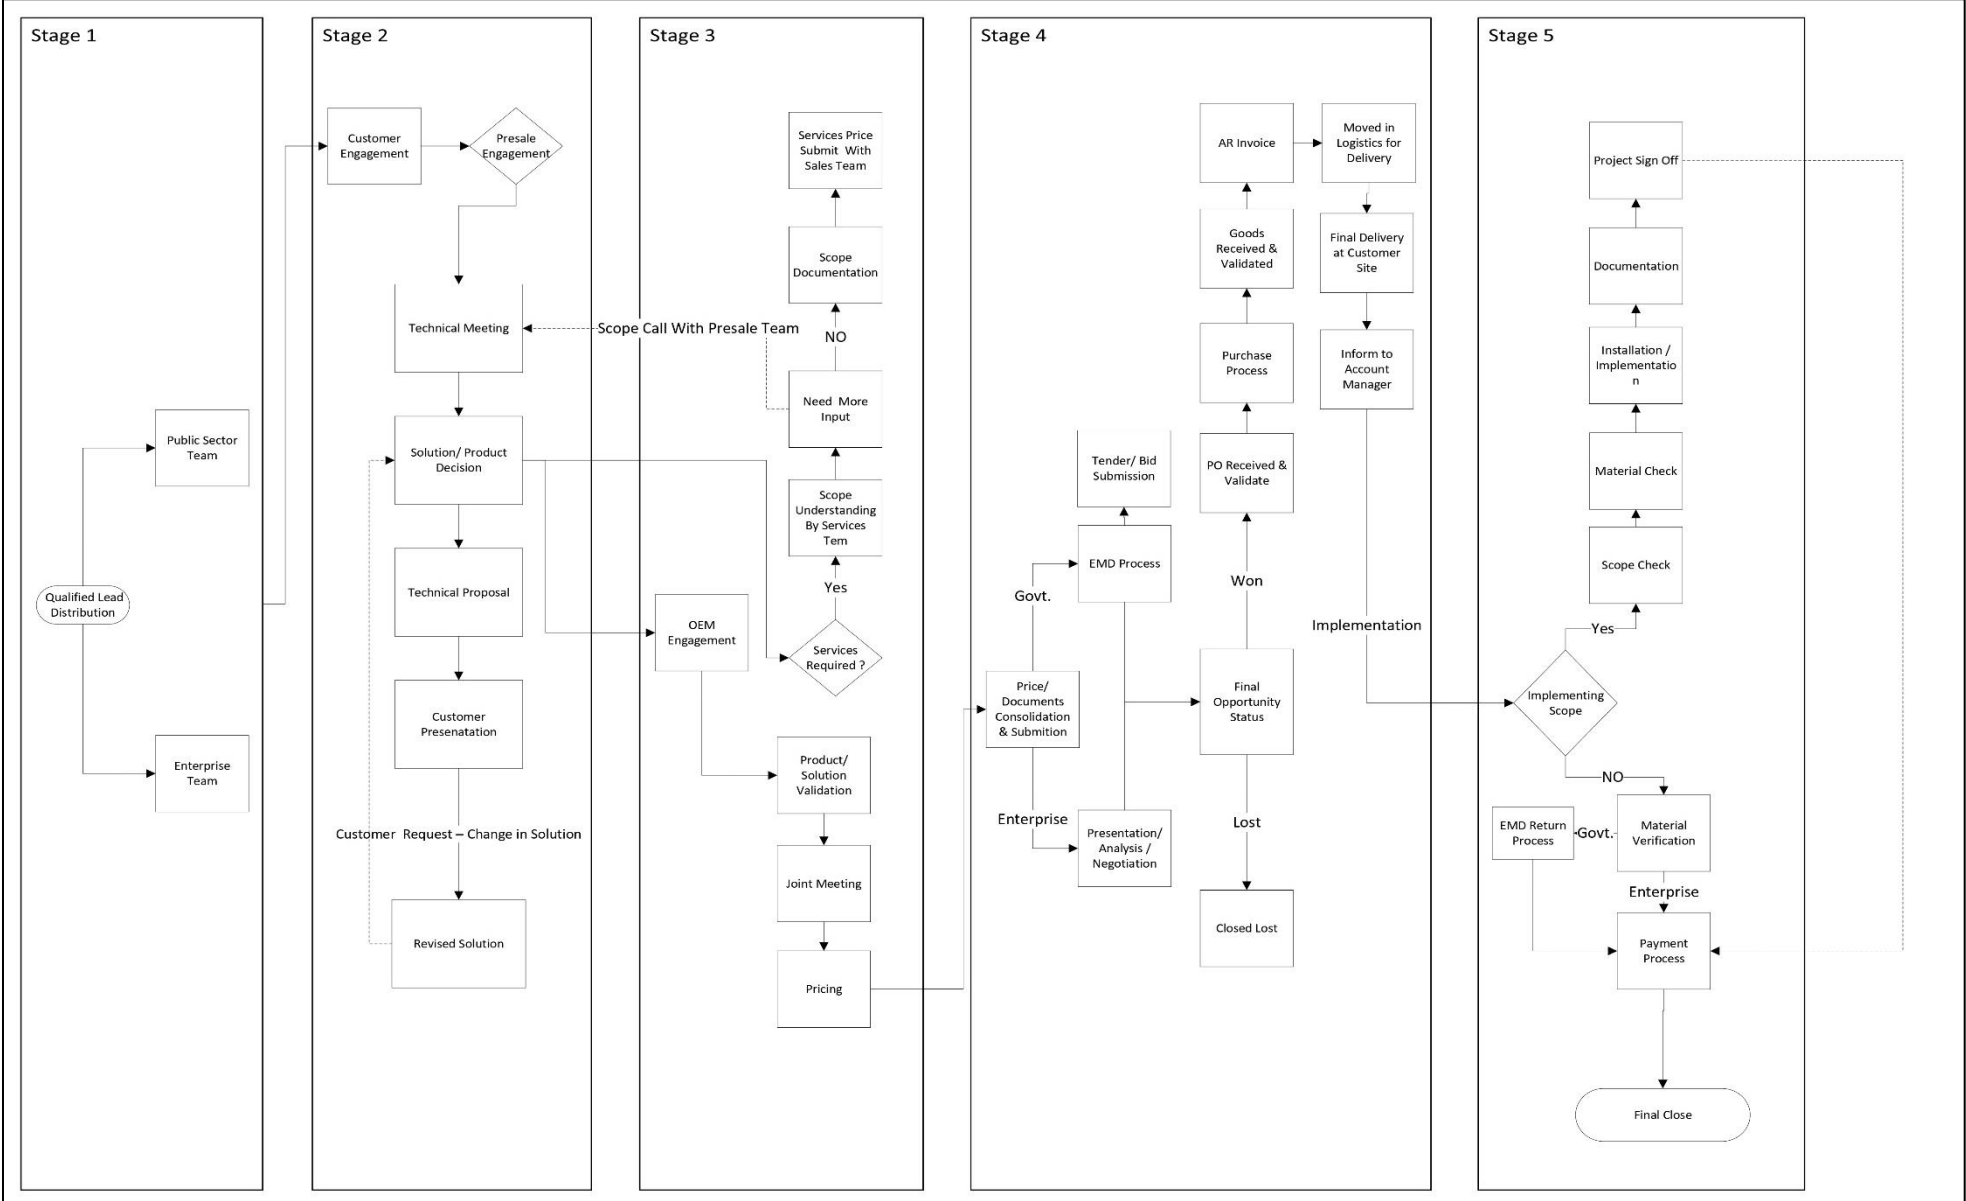 Stage 1
Public Sector
Team
Qualified Lead
Distribution
Enterprise
Team
Stage 2
Customer
Engagement
Presale
Engagement
Technical Meeting
Solution/ Product
Decision
Technical Proposal
Customer
Presenatation
Customer Request – Change in Solution
Revised Solution
Stage 3
Services Price
Submit With
Sales Team
Scope
Documentation
Scope Call With Presale Team
NO
Need More
Input
Scope
Understanding
By Services
Tem
Yes
OEM
Engagement
Services
Required ?
Product/
Solution
Validation
Joint Meeting
Pricing
Stage 4
AR Invoice
Moved in
Logistics for
Delivery
Goods
Received &
Validated
Final Delivery
at Customer
Site
Purchase
Process
Inform to
Account
Manager
Tender/ Bid
Submission
PO Received &
Validate
EMD Process
Govt.
Won
Implementation
Price/
Documents
Consolidation
& Submition
Final
Opportunity
Status
Enterprise
Presentation/
Analysis /
Negotiation
Lost
Closed Lost
Stage 5
Project Sign Off
Documentation
Installation /
Implementatio
n
Material Check
Scope Check
Yes
Implementing
Scope
NO
EMD Return
Process
Govt.
Material
Verification
Enterprise
Payment
Process
Final Close